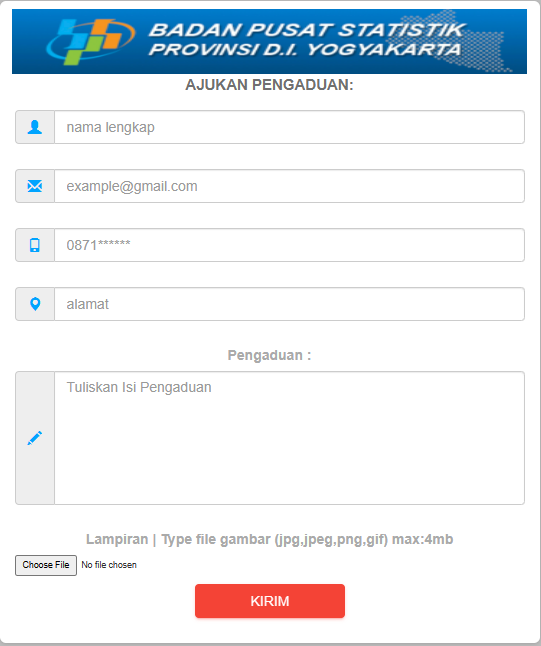 BADAN PUSAT STATISTIK
PROVINSI D.I. YOGYAKARTA
AJUKAN PENGADUAN:
nama lengkap
example@gmail.com
0871******
alamat
Pengaduan :
Tuliskan Isi Pengaduan
Lampiran | Type file gambar (jpg,jpeg,png,gif) max:4mb
Choose File No file chosen
KIRIM